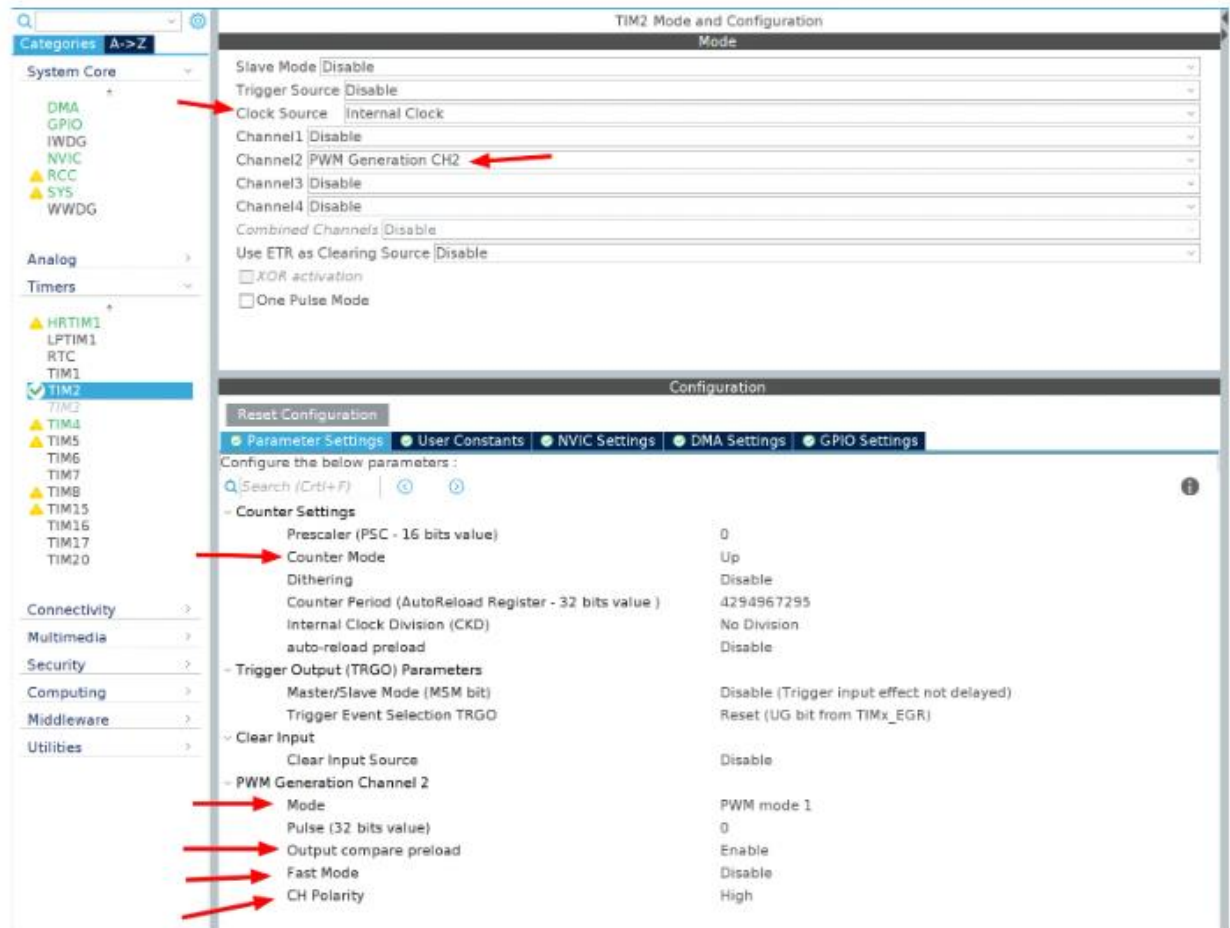 TIM2 Mode and Configuration
Categories A->Z
System Core
DMA
GPIO
IWDG
NVIC
RCC
SYS
WWDG
Analog
Timers
HRTIM1
LPTIM1
RTC
TIM1
TIM2
TIM3
TIM4
TIM5
TIM6
TIM7
TIM8
TIM15
TIM16
TIM17
TIM20
Connectivity
Multimedia
Security
Computing
Middleware
Utilities
Mode
Slave Mode Disable
Trigger Source Disable
Clock Source Internal Clock
Channel1 Disable
Channel2 PWM Generation CH2
Channel3 Disable
Channel4 Disable
Combined Channels Disable
Use ETR as Clearing Source Disable
XOR activation
One Pulse Mode
Configuration
Reset Configuration
Parameter Settings User Constants NVIC Settings DMA Settings GPIO Settings
Configure the below parameters :
Search (Crtl+F)
Counter Settings
Prescaler (PSC - 16 bits value) 0
Counter Mode Up
Dithering Disable
Counter Period (AutoReload Register - 32 bits value ) 4294967295
Internal Clock Division (CKD) No Division
auto-reload preload Disable
Trigger Output (TRGO) Parameters
Master/Slave Mode (MSM bit) Disable (Trigger input effect not delayed)
Trigger Event Selection TRGO Reset (UG bit from TIMx_EGR)
Clear Input
Clear Input Source Disable
PWM Generation Channel 2
Mode PWM mode 1
Pulse (32 bits value) 0
Output compare preload Enable
Fast Mode Disable
CH Polarity High